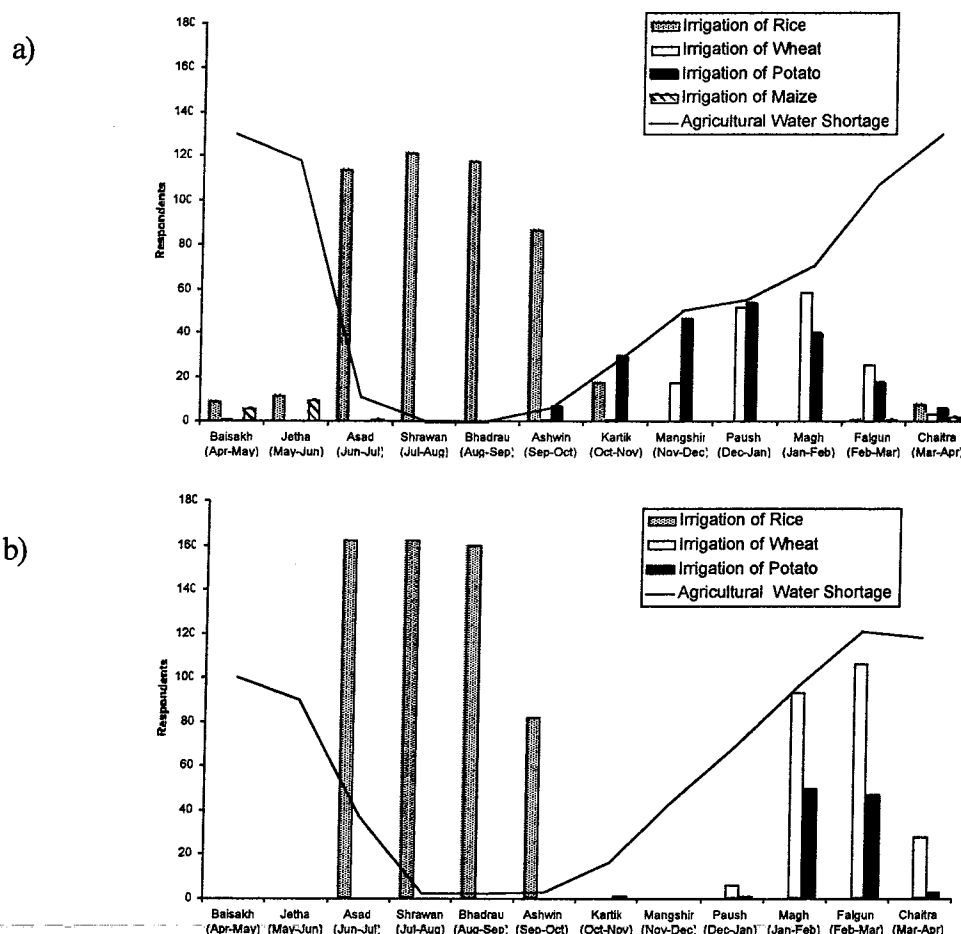 a)
180
160
140
120
100
80
60
40
20
0
Respondents
Irrigation of Rice
Irrigation of Wheat
Irrigation of Potato
Irrigation of Maize
Agricultural Water Shortage
Baisakh Jetha Asad Shrawan Bhadrau Ashwin Kartik Mangshir Paush Magh Falgun Chaitra
(Apr-May) (May-Jun) (Jun-Jul) (Jul-Aug) (Aug-Sep) (Sep-Oct) (Oct-Nov) (Nov-Dec) (Dec-Jan) (Jan-Feb) (Feb-Mar) (Mar-Apr)
b)
180
160
140
120
100
80
60
40
20
0
Respondents
Irrigation of Rice
Irrigation of Wheat
Irrigation of Potato
Agricultural Water Shortage
Baisakh Jetha Asad Shrawan Bhadrau Ashwin Kartik Mangshir Paush Magh Falgun Chaitra
(Apr-May) (May-Jun) (Jun-Jul) (Jul-Aug) (Aug-Sep) (Sep-Oct) (Oct-Nov) (Nov-Dec) (Dec-Jan) (Jan-Feb) (Feb-Mar) (Mar-Apr)